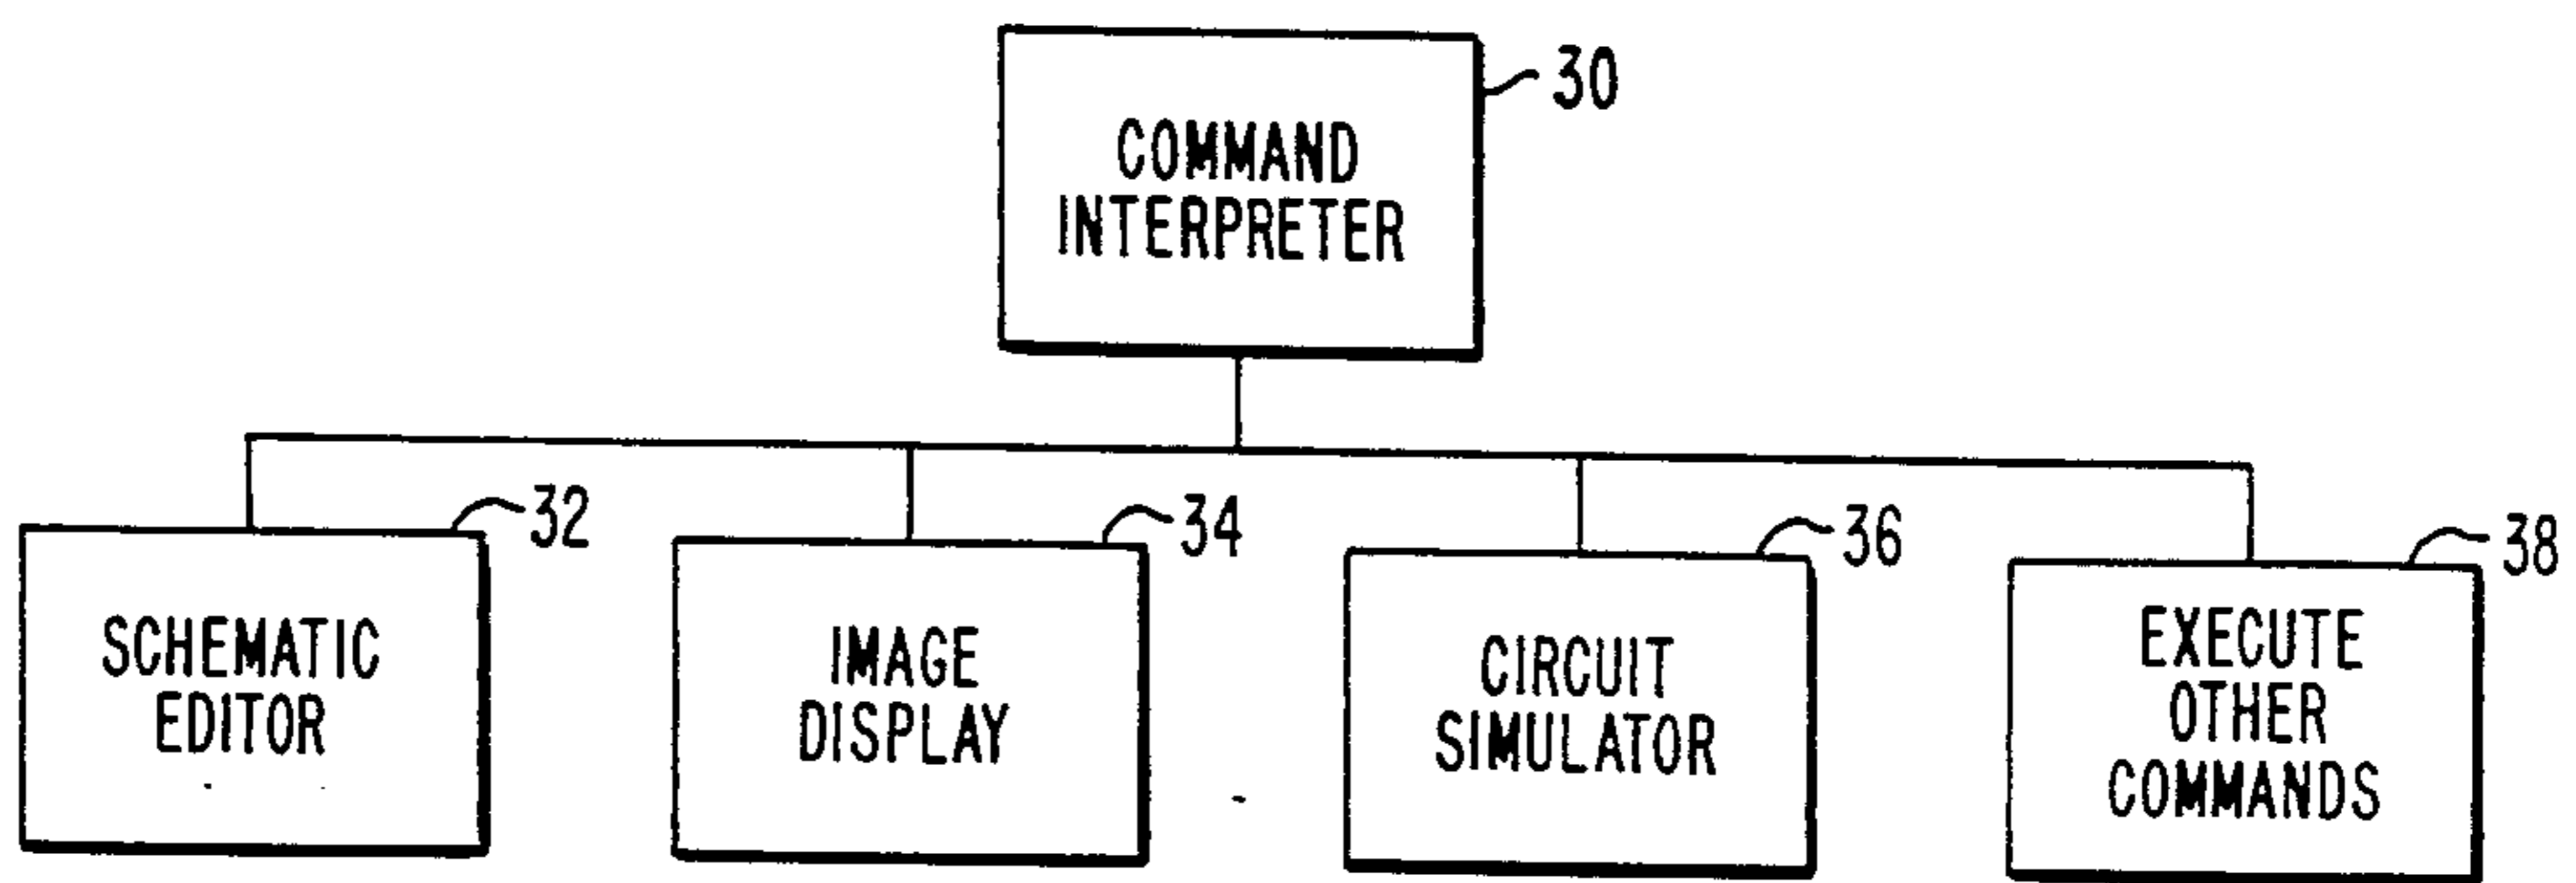 30
COMMAND
INTERPRETER
32
34
36
38
SCHEMATIC
EDITOR
IMAGE
DISPLAY
CIRCUIT
SIMULATOR
EXECUTE
OTHER
COMMANDS